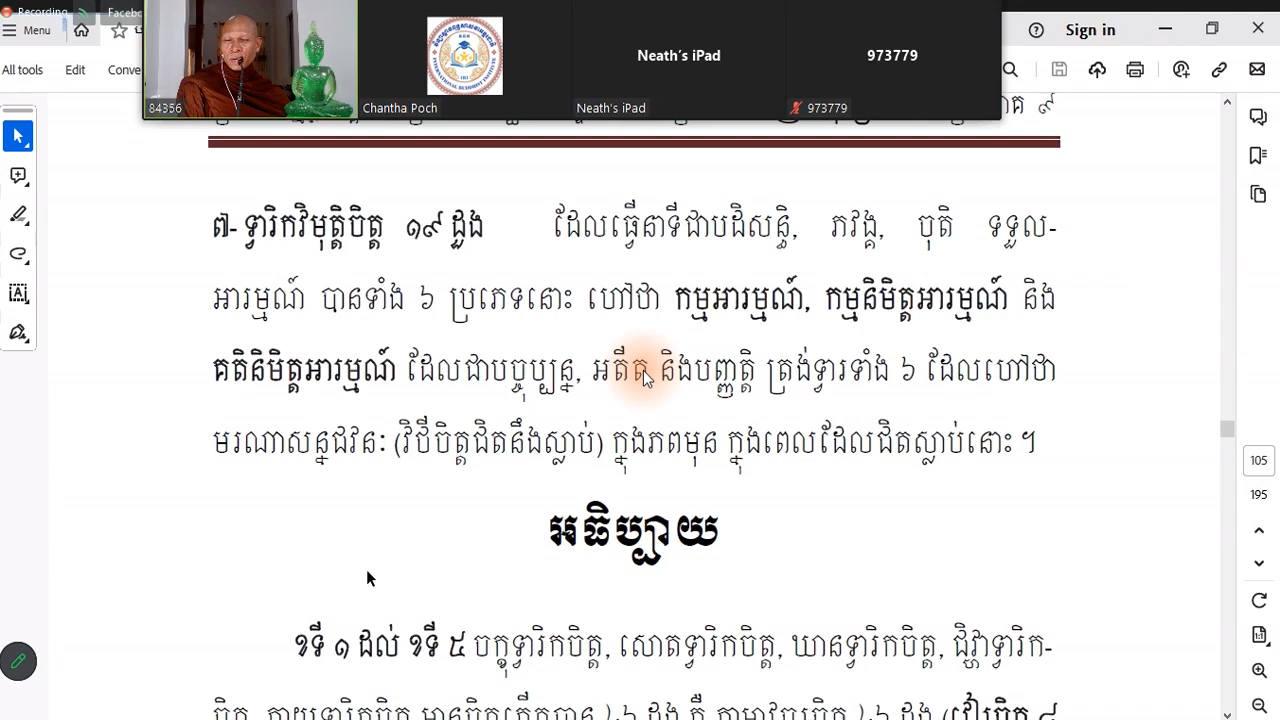 Recording
Menu
Sign in
All tools
Edit
84356
Chantha Poch
Neath's iPad
Neath's iPad
973779
973779
៧- ទ្វារិកវិមុត្តិចិត្ត ១៩ ដួង ដែលធ្វើនាទីជាបដិសន្ធិ, ភវង្គ, ចុតិ ទទួល-
អារម្មណ៍ បានទាំង ៦ ប្រភេទនោះ ហៅថា កម្មអារម្មណ៍, កម្មនិមិត្តអារម្មណ៍ និង
គតិនិមិត្តអារម្មណ៍ ដែលជាបច្ចុប្បន្ន, អតីត និងបញ្ញត្តិ ត្រង់ទ្វារទាំង ៦ ដែលហៅថា
មរណាសន្នជវនៈ (វិថីចិត្តជិតនឹងស្លាប់) ក្នុងភពមុន ក្នុងពេលដែលជិតស្លាប់នោះ ។
អធិប្បាយ
ខទី ១ ដល់ ខទី ៥ ចក្ខុទ្វារិកចិត្ត, សោតទ្វារិកចិត្ត, ឃានទ្វារិកចិត្ត, ជិវ្ហាទ្វារិក-
105
195